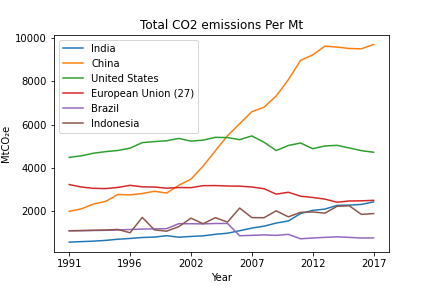 Total CO2 emissions Per Mt
10000
8000
6000
4000
2000
MtCO₂e
India
China
United States
European Union (27)
Brazil
Indonesia
1991 1996 2002 2007 2012 2017
Year